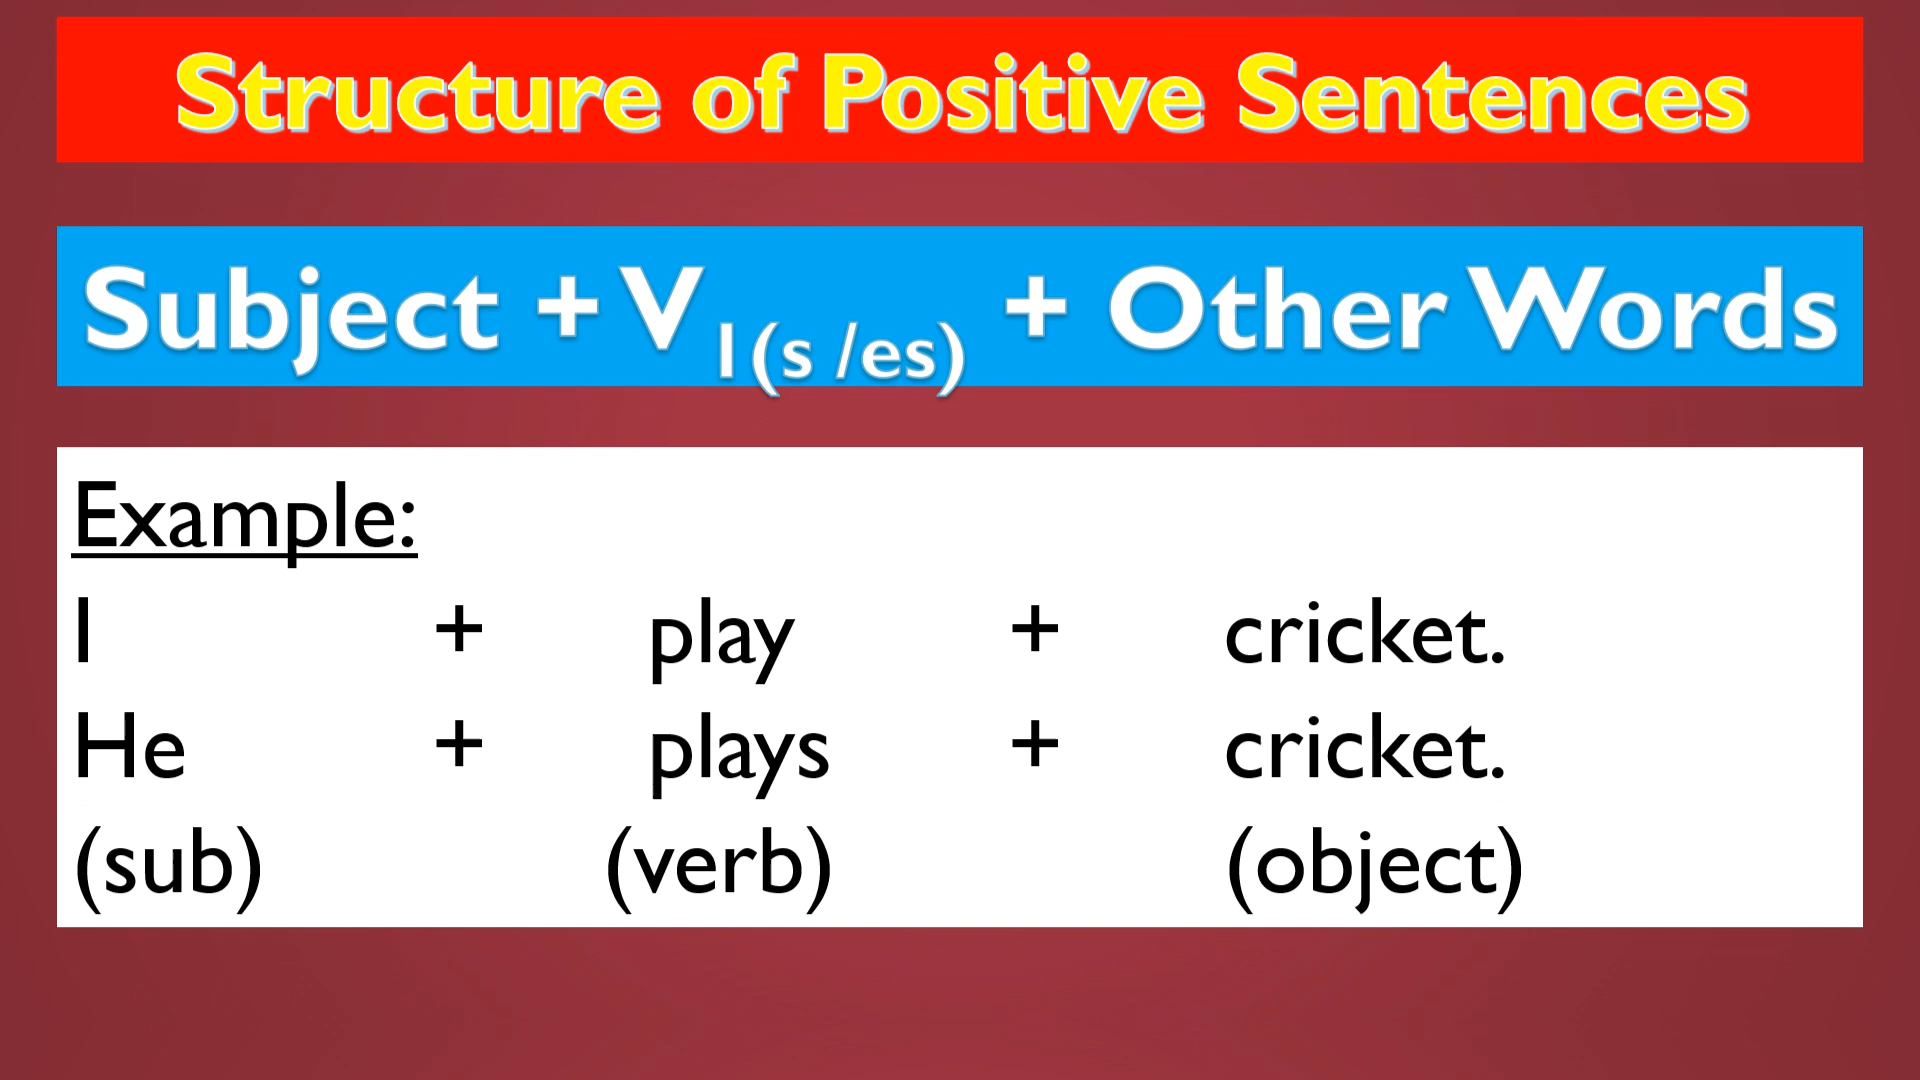 Structure of Positive Sentences
Subject + V1(s /es) + Other Words
Example:
I + play + cricket.
He + plays + cricket.
(sub) (verb) (object)